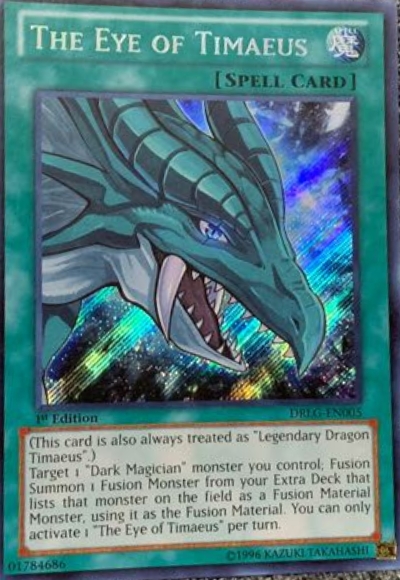 THE EYE OF TIMAEUS 魔
[SPELL CARD]
1st Edition DRLG-EN005
(This card is also always treated as "Legendary Dragon
Timaeus".)
Target 1 "Dark Magician" monster you control; Fusion
Summon 1 Fusion Monster from your Extra Deck that
lists that monster on the field as a Fusion Material
Monster, using it as the Fusion Material. You can only
activate 1 "The Eye of Timaeus" per turn.
01784686 ©1996 KAZUKI TAKAHASHI